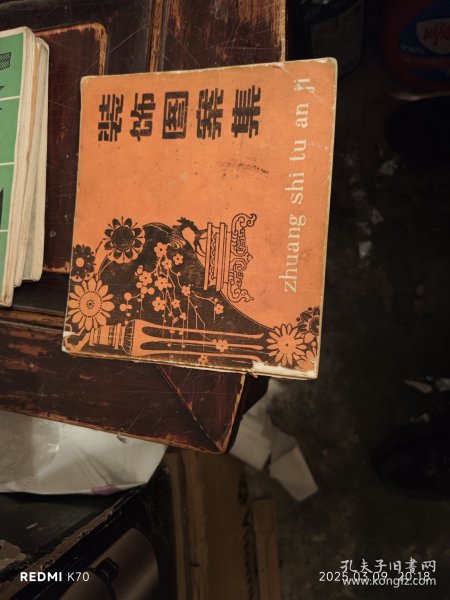 装饰图案集
zhuang shi tu an ji
REDMI K70
2025.03.09 20:18
孔夫子旧书网
www.kongfz.com